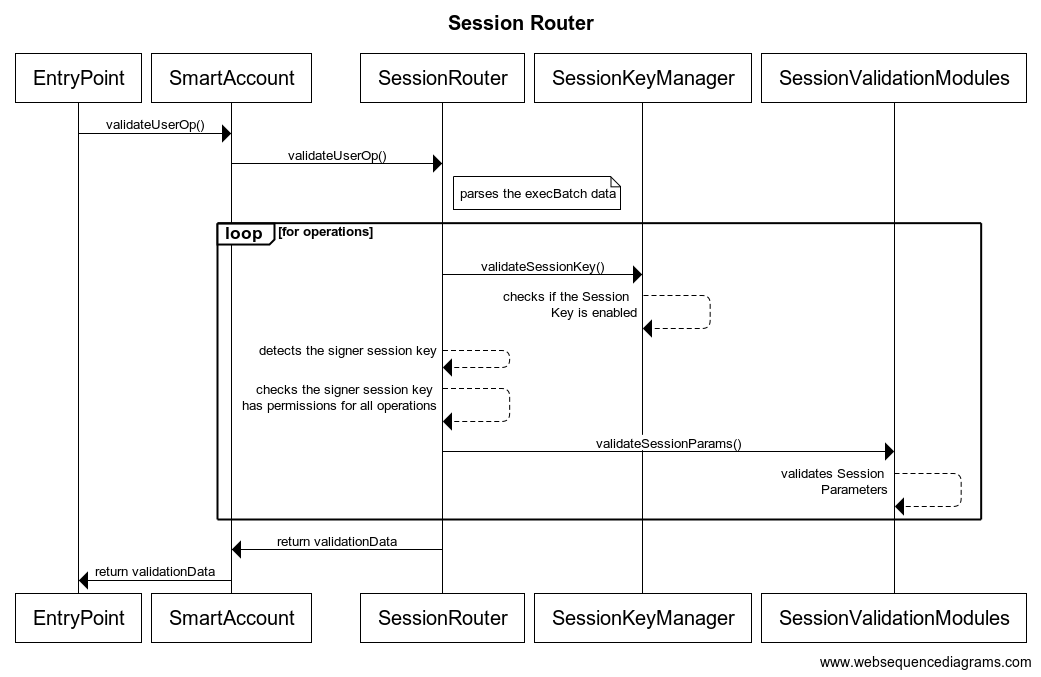 Session Router
EntryPoint
SmartAccount
SessionRouter
SessionKeyManager
SessionValidationModules
validateUserOp()
validateUserOp()
parses the execBatch data
loop
[for operations]
validateSessionKey()
checks if the Session
Key is enabled
detects the signer session key
checks the signer session key
has permissions for all operations
validateSessionParams()
validates Session
Parameters
return validationData
return validationData
EntryPoint
SmartAccount
SessionRouter
SessionKeyManager
SessionValidationModules
www.websequencediagrams.com